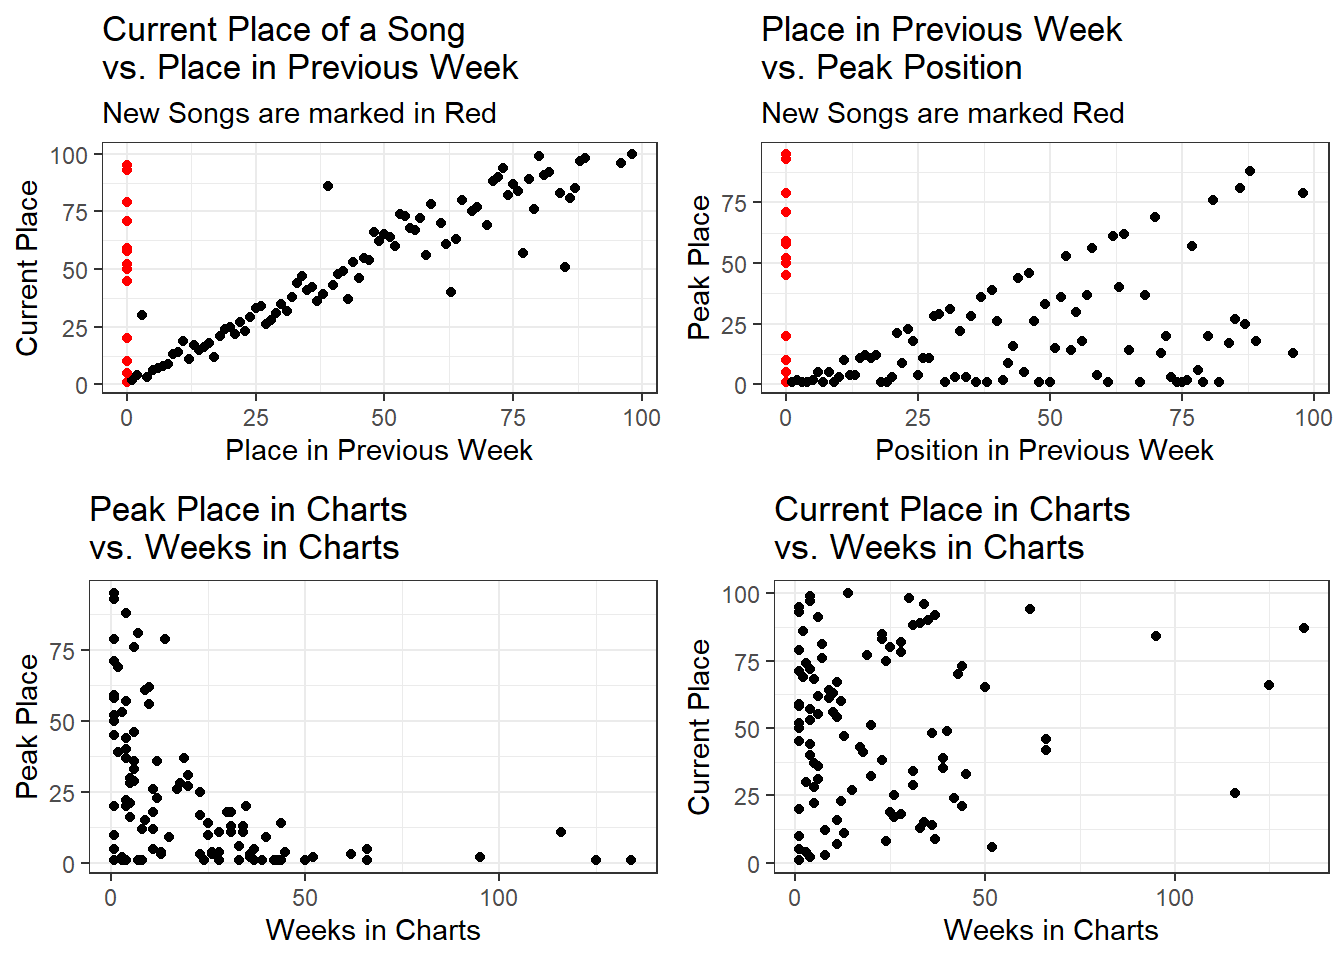 Current Place of a Song
vs. Place in Previous Week
New Songs are marked in Red
100
75
50
25
0
Current Place
0
25
50
75
100
Place in Previous Week
Place in Previous Week
vs. Peak Position
New Songs are marked Red
75
50
25
0
Peak Place
0
25
50
75
100
Position in Previous Week
Peak Place in Charts
vs. Weeks in Charts
75
50
25
0
Peak Place
0
50
100
Weeks in Charts
Current Place in Charts
vs. Weeks in Charts
100
75
50
25
0
Current Place
0
50
100
Weeks in Charts